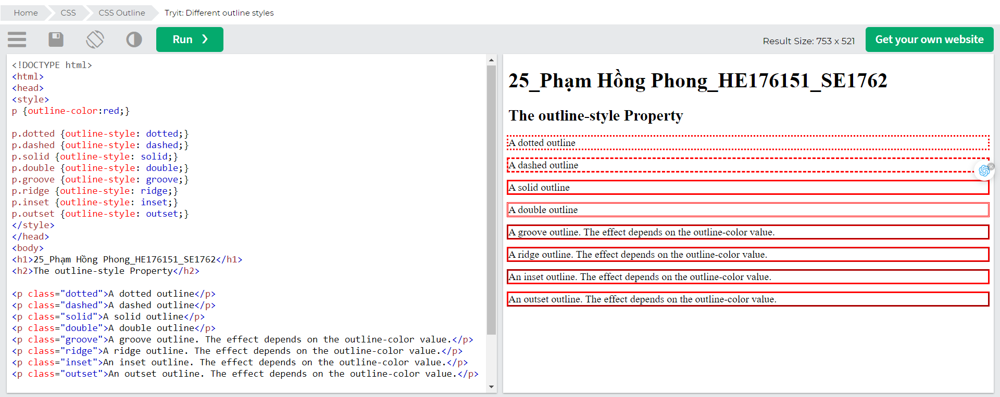 Home CSS CSS Outline Tryit: Different outline styles
Run ❯ Result Size: 753 x 521 Get your own website
<!DOCTYPE html>
<html>
<head>
<style>
p {outline-color:red;}
p.dotted {outline-style: dotted;}
p.dashed {outline-style: dashed;}
p.solid {outline-style: solid;}
p.double {outline-style: double;}
p.groove {outline-style: groove;}
p.ridge {outline-style: ridge;}
p.inset {outline-style: inset;}
p.outset {outline-style: outset;}
</style>
</head>
<body>
<h1>25_Phạm Hồng Phong_HE176151_SE1762</h1>
<h2>The outline-style Property</h2>
<p class="dotted">A dotted outline</p>
<p class="dashed">A dashed outline</p>
<p class="solid">A solid outline</p>
<p class="double">A double outline</p>
<p class="groove">A groove outline. The effect depends on the outline-color value.</p>
<p class="ridge">A ridge outline. The effect depends on the outline-color value.</p>
<p class="inset">An inset outline. The effect depends on the outline-color value.</p>
<p class="outset">An outset outline. The effect depends on the outline-color value.</p>
25_Phạm Hồng Phong_HE176151_SE1762
The outline-style Property
A dotted outline
A dashed outline
A solid outline
A double outline
A groove outline. The effect depends on the outline-color value.
A ridge outline. The effect depends on the outline-color value.
An inset outline. The effect depends on the outline-color value.
An outset outline. The effect depends on the outline-color value.